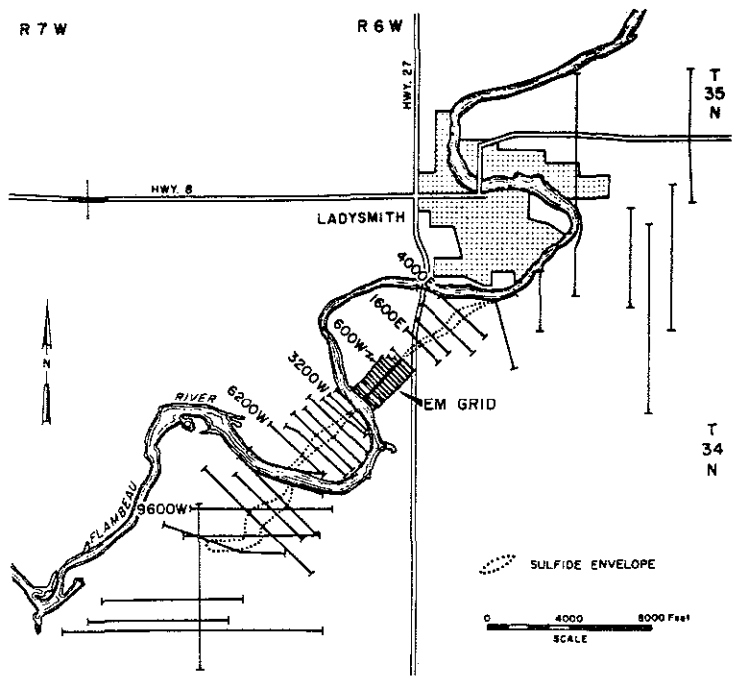 R 7 W
R 6 W
HWY. 27
T
35
N
HWY. 8
LADYSMITH
4000E
1600E
600W
3200W
EM GRID
N
RIVER
6200W
T
34
N
FLAMBEAU
9600W
SULFIDE ENVELOPE
0 4000 8000 Feet
SCALE